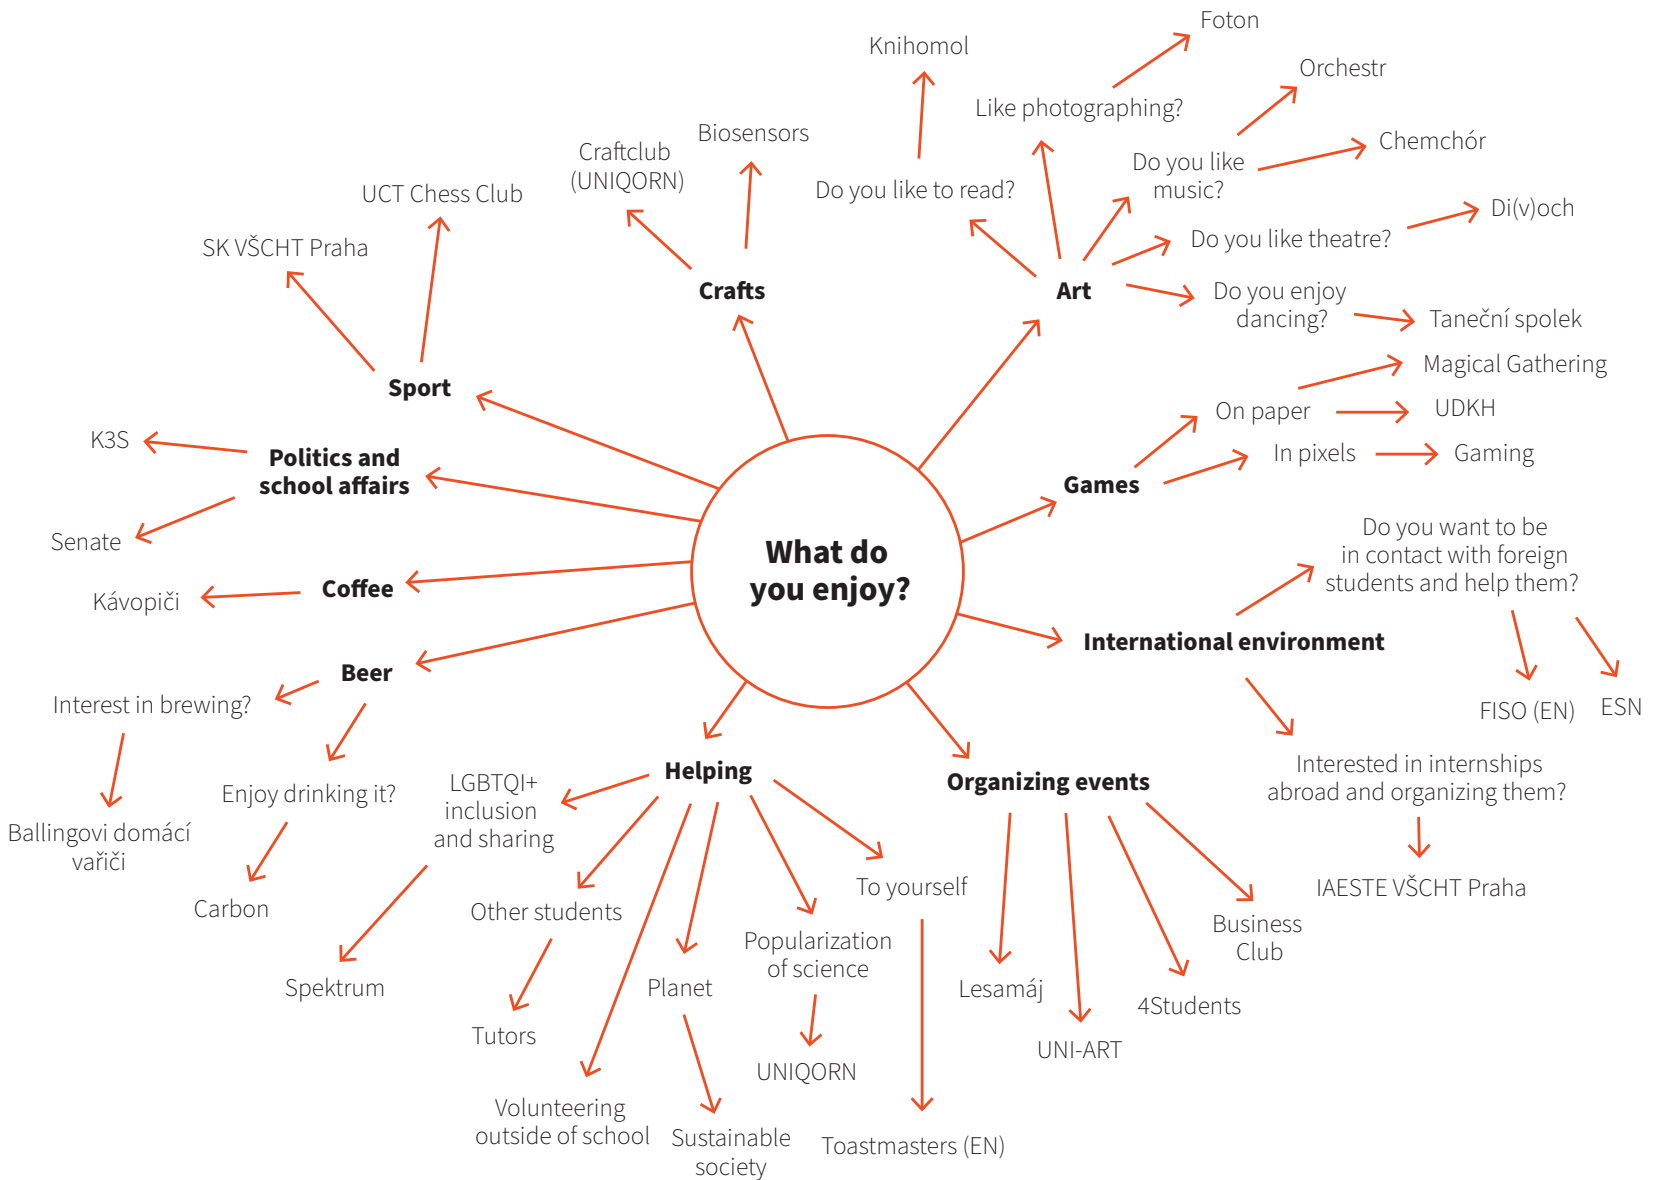 What do
you enjoy?
Art
Do you like to read?
Knihomol
Like photographing?
Foton
Do you like
music?
Orchestr
Chemchór
Do you like theatre?
Di(v)och
Do you enjoy
dancing?
Taneční spolek
Games
On paper
Magical Gathering
UDKH
In pixels
Gaming
International environment
Do you want to be
in contact with foreign
students and help them?
FISO (EN)
ESN
Interested in internships
abroad and organizing them?
IAESTE VŠCHT Praha
Organizing events
Business
Club
4Students
UNI-ART
Lesamáj
Helping
To yourself
Toastmasters (EN)
Popularization
of science
UNIQORN
Planet
Sustainable
society
Volunteering
outside of school
Other students
Tutors
LGBTQI+
inclusion
and sharing
Spektrum
Beer
Enjoy drinking it?
Carbon
Interest in brewing?
Ballingovi domácí
vařiči
Coffee
Kávopiči
Politics and
school affairs
Senate
K3S
Sport
SK VŠCHT Praha
UCT Chess Club
Crafts
Craftclub
(UNIQORN)
Biosensors